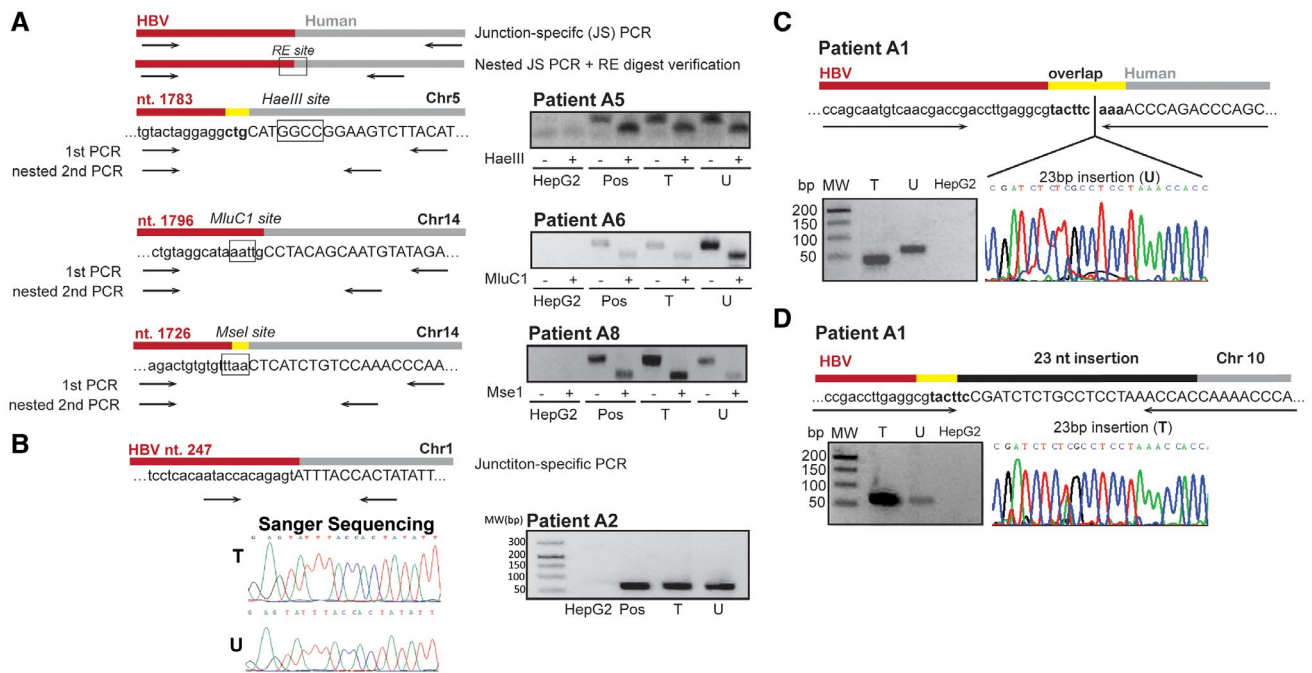 A
HBV Human
Junction-specifc (JS) PCR
RE site
Nested JS PCR + RE digest verification
nt. 1783 HaeIII site Chr5
...tgtactaggaggctgCATGGCCGGAAGTCTTACAT...
1st PCR
nested 2nd PCR
Patient A5
HaeIII - + - + - + - +
HepG2 Pos T U
nt. 1796 MluC1 site Chr14
...ctgtaggcataaattgCCTACAGCAATGTATAGA...
1st PCR
nested 2nd PCR
Patient A6
MluC1 - + - + - + - +
HepG2 Pos T U
nt. 1726 MseI site Chr14
...agactgtgtgtttaaCTCATCTGTCCAAACCCAA...
1st PCR
nested 2nd PCR
Patient A8
Mse1 - + - + - + - +
HepG2 Pos T U
B
HBV nt. 247 Chr1
...tcctcacaataccacagagtATTTACCACTATATT...
Junctiton-specific PCR
Sanger Sequencing
G A G T A T T T A C C A C T A T A T T
T
G A G T A T T T A C C A C T A T A T T
U
MW(bp) Patient A2
300
200
150
100
50
HepG2 Pos T U
C
Patient A1
HBV overlap Human
...ccagcaatgtcaacgaccgaccttgaggcgtacttc aaaACCCAGACCCAGC...
23bp insertion (U)
C G A T C T C T C G C C T C C T A A A C C A C C
bp MW T U HepG2
200
150
100
50
D
Patient A1
HBV 23 nt insertion Chr 10
...ccgaccttgaggcgtacttcCGATCTCTGCCTCCTAAACCACCAAAACCCA...
23bp insertion (T)
C G A T C T C T C G C C T C C T A A A C C A C C
bp MW T U HepG2
200
150
100
50